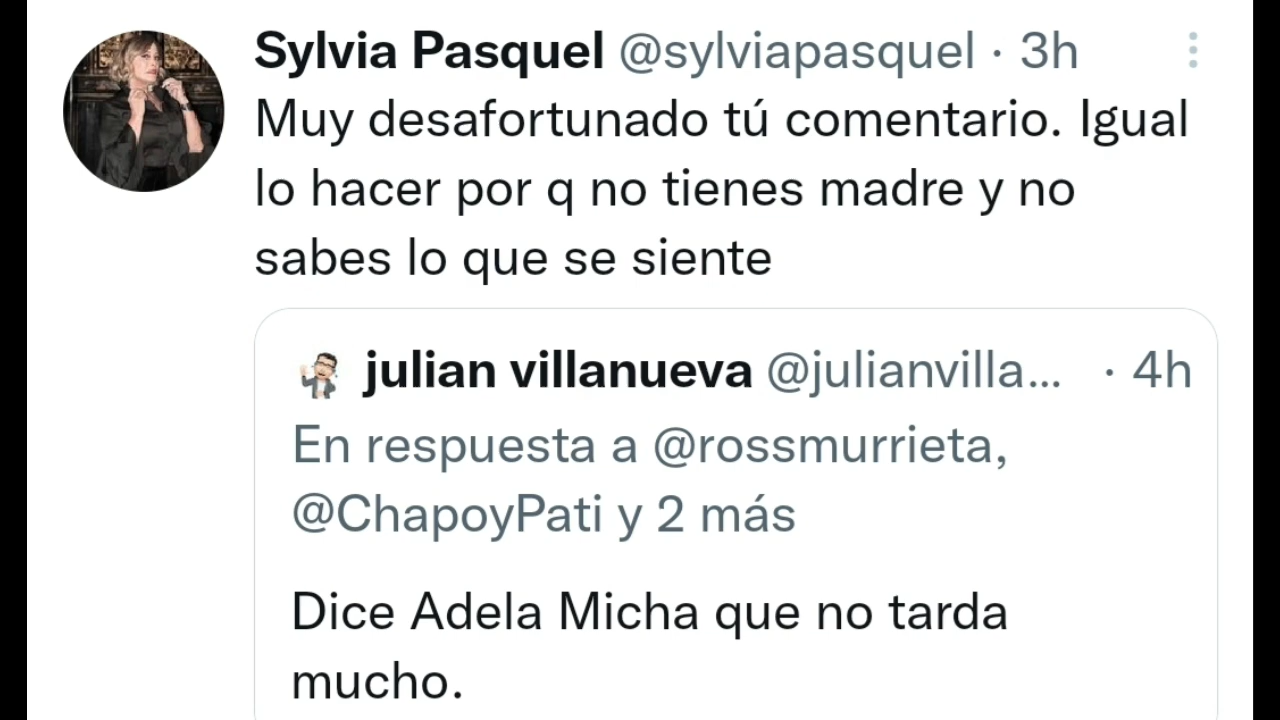 Sylvia Pasquel @sylviapasquel · 3h
Muy desafortunado tú comentario. Igual
lo hacer por q no tienes madre y no
sabes lo que se siente
julian villanueva @julianvilla... · 4h
En respuesta a @rossmurrieta,
@ChapoyPati y 2 más
Dice Adela Micha que no tarda
mucho.